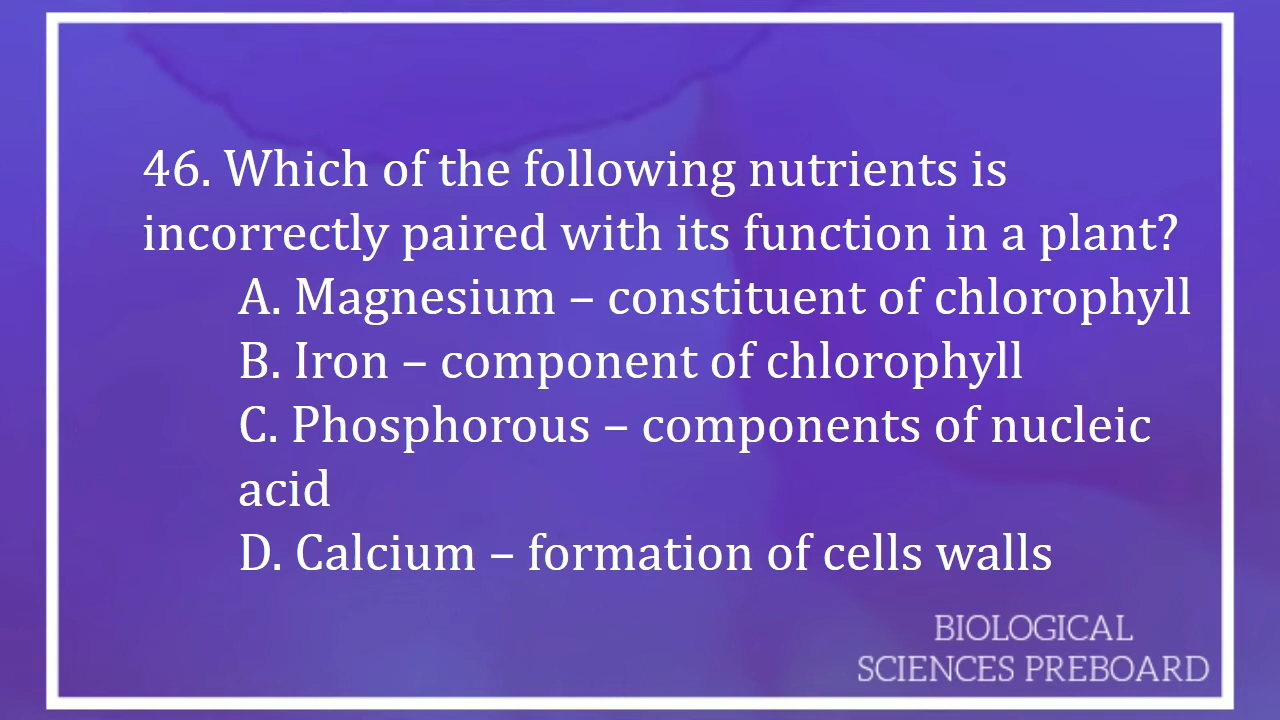 46. Which of the following nutrients is
incorrectly paired with its function in a plant?
A. Magnesium – constituent of chlorophyll
B. Iron – component of chlorophyll
C. Phosphorous – components of nucleic
acid
D. Calcium – formation of cells walls
BIOLOGICAL
SCIENCES PREBOARD